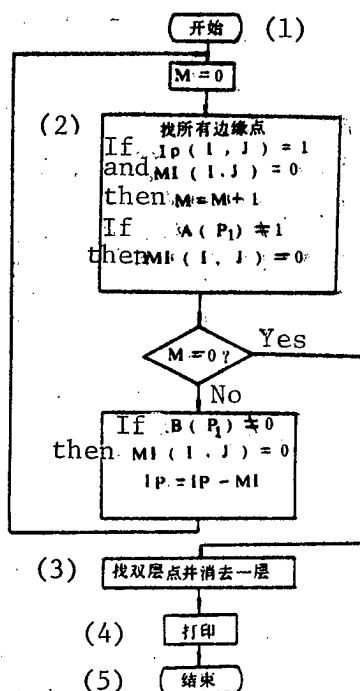 开始 (1)
M=0
(2) 找所有边缘点
If Ip(I,J)=1
and MI(I.J)=0
then M=M+1
If A(P₁)≠1
then MI(I,J)=0
M=0? Yes
No
If B(P₁)≠0
then MI(I.J)=0
IP=IP-MI
(3) 找双层点并消去一层
(4) 打印
(5) 结束